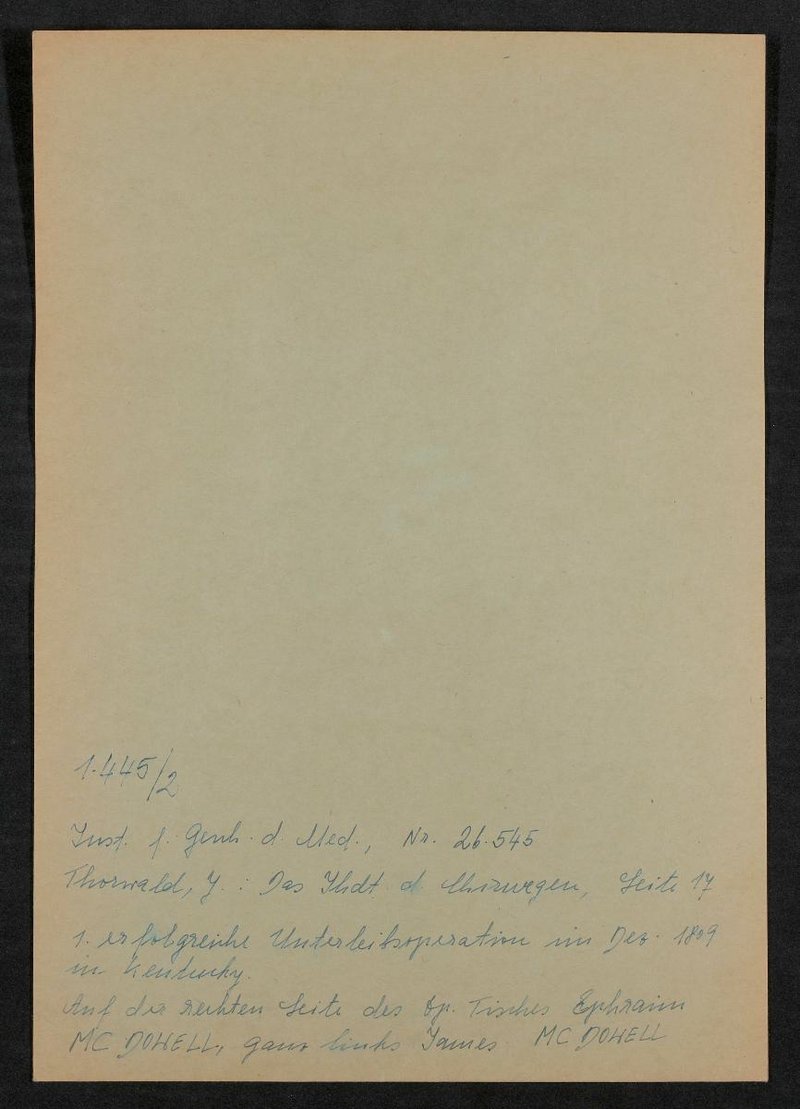 1.445/2
Inst. f. Gesch. d. Med., Nr. 26.545
Thorwald, J.: Das Jhdt d. Chirurgen, Seite 17
1. erfolgreiche Unterleibsoperation im Dez. 1809
in Kentucky.
Auf der rechten Seite des Op. Tisches Ephraim
MC DOWELL, ganz links James MC DOWELL